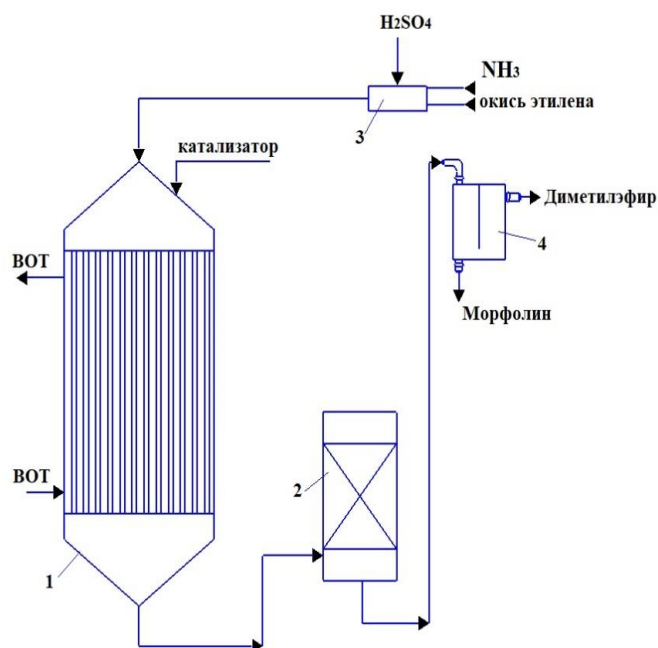 H2SO4
NH3
окись этилена
3
катализатор
Диметилэфир
4
ВОТ
Морфолин
ВОТ
2
1